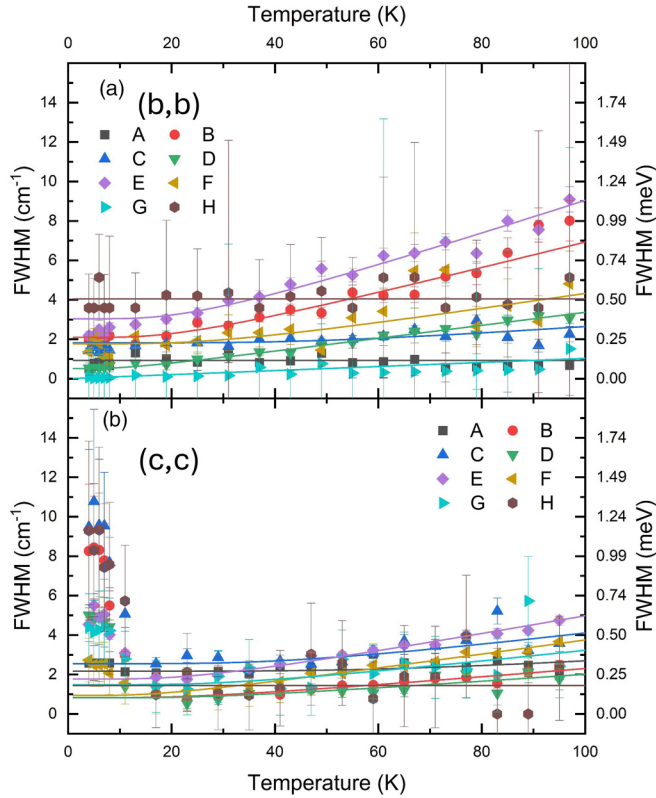 Temperature (K)
0 20 40 60 80 100
(a)
(b,b)
A B
C D
E F
G H
14
12
10
8
6
4
2
0
FWHM (cm-1)
1.74
1.49
1.24
0.99
0.74
0.50
0.25
0.00
FWHM (meV)
(b)
(c,c)
A B
C D
E F
G H
14
12
10
8
6
4
2
0
FWHM (cm-1)
1.74
1.49
1.24
0.99
0.74
0.50
0.25
0.00
FWHM (meV)
0 20 40 60 80 100
Temperature (K)